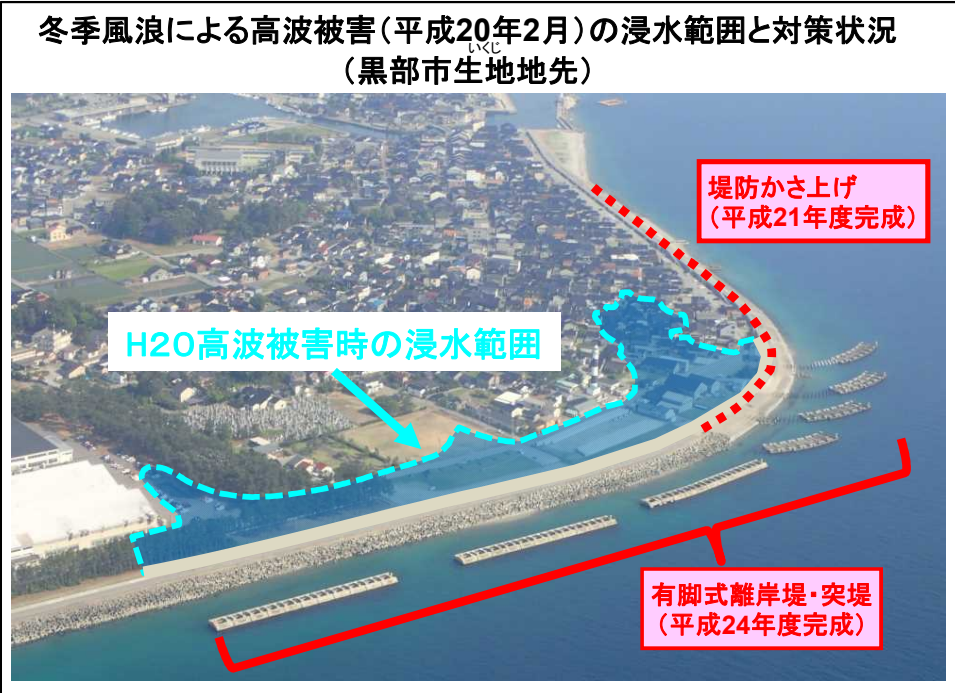 冬季風浪による高波被害（平成20年2月）の浸水範囲と対策状況
いくじ
（黒部市生地地先）
堤防かさ上げ
（平成21年度完成）
H20高波被害時の浸水範囲
有脚式離岸堤・突堤
（平成24年度完成）